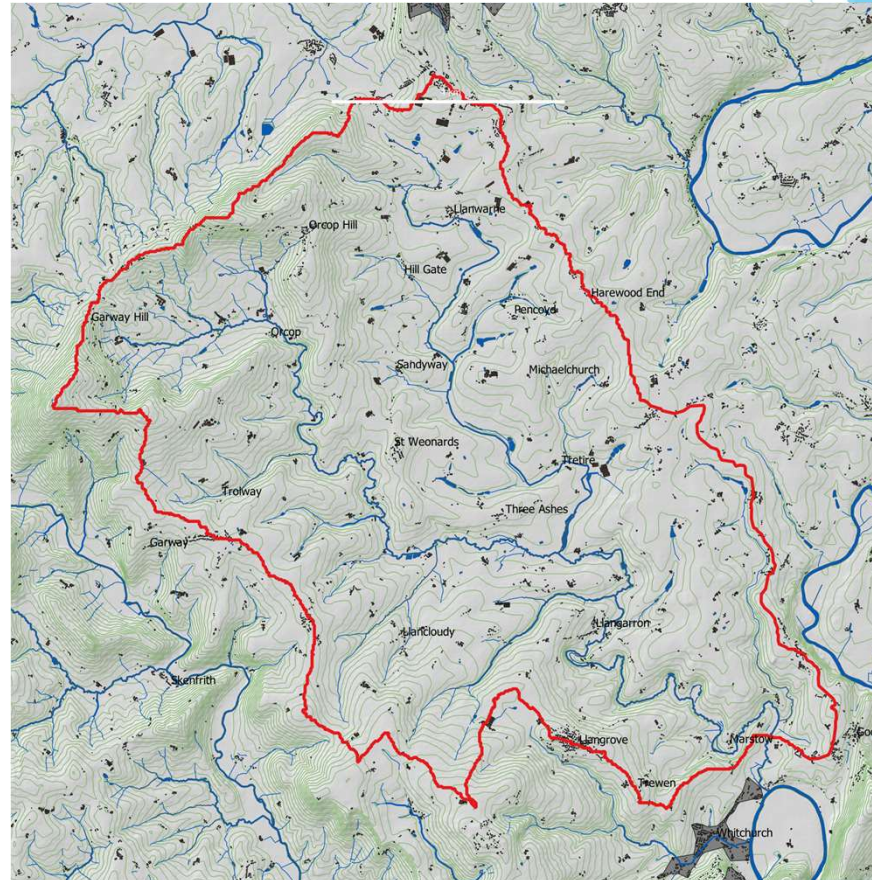 Llanwarne
Orcop Hill
Hill Gate
Harewood End
Pencoyd
Garway Hill
Orcop
Sandyway
Michaelchurch
St Weonards
Tretire
Trolway
Three Ashes
Garway
Llangarron
Llancloudy
Skenfrith
Llangrove
Marstow
Trewen
Whitchurch